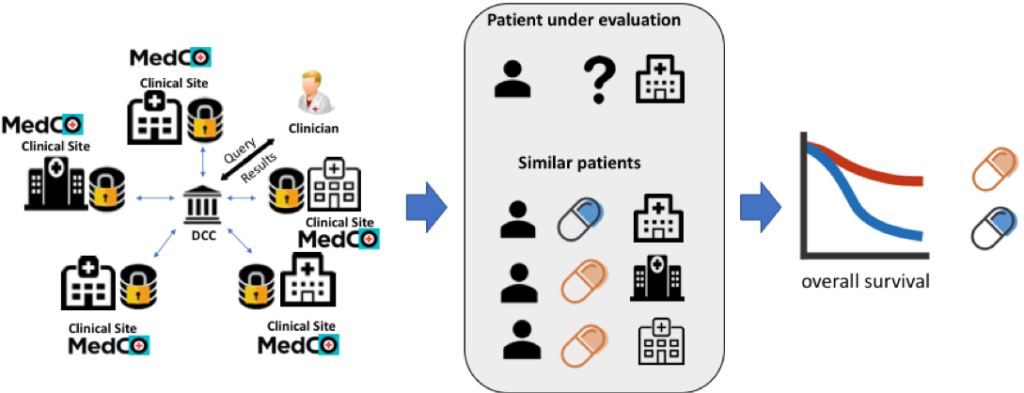 MedCO
Clinical Site
MedCO
Clinical Site
Clinician
Query
Results
DCC
Clinical Site
MedCO
Clinical Site
MedCO
Clinical Site
MedCO
Patient under evaluation
?
Similar patients
overall survival